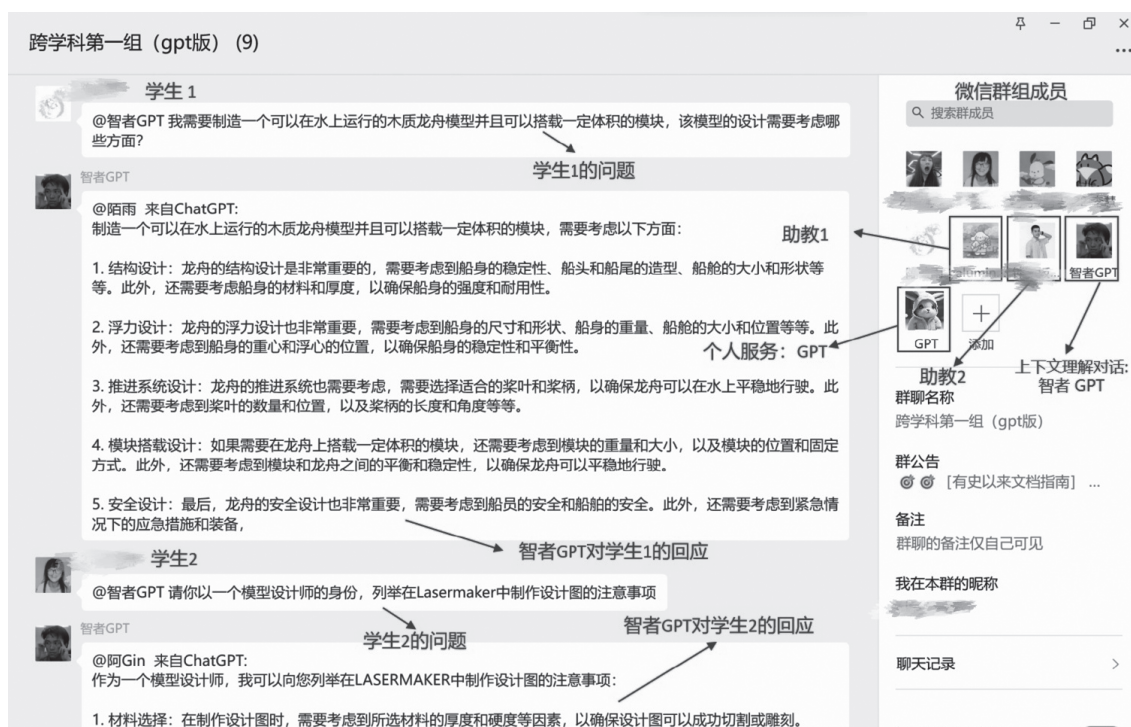 跨学科第一组（gpt版） (9)
学生 1
@智者GPT 我需要制造一个可以在水上运行的木质龙舟模型并且可以搭载一定体积的模块，该模型的设计需要考虑哪
些方面？
学生1的问题
智者GPT
@陌雨 来自ChatGPT:
制造一个可以在水上运行的木质龙舟模型并且可以搭载一定体积的模块，需要考虑以下方面：
1. 结构设计：龙舟的结构设计是非常重要的，需要考虑到船身的稳定性、船头和船尾的造型、船舱的大小和形状等
等。此外，还需要考虑船身的材料和厚度，以确保船身的强度和耐用性。
2. 浮力设计：龙舟的浮力设计也非常重要，需要考虑到船身的尺寸和形状、船身的重量、船舱的大小和位置等等。此
外，还需要考虑到船身的重心和浮心的位置，以确保船身的稳定性和平衡性。
3. 推进系统设计：龙舟的推进系统也需要考虑，需要选择适合的桨叶和桨柄，以确保龙舟可以在水上平稳地行驶。此
外，还需要考虑到桨叶的数量和位置，以及桨柄的长度和角度等等。
4. 模块搭载设计：如果需要在龙舟上搭载一定体积的模块，还需要考虑到模块的重量和大小，以及模块的位置和固定
方式。此外，还需要考虑到模块和龙舟之间的平衡和稳定性，以确保龙舟可以平稳地行驶。
5. 安全设计：最后，龙舟的安全设计也非常重要，需要考虑到船员的安全和船舶的安全。此外，还需要考虑到紧急情
况下的应急措施和装备，
智者GPT对学生1的回应
学生2
@智者GPT 请你以一个模型设计师的身份，列举在Lasermaker中制作设计图的注意事项
学生2的问题
智者GPT对学生2的回应
智者GPT
@阿Gin 来自ChatGPT:
作为一个模型设计师，我可以向您列举在LASERMAKER中制作设计图的注意事项：
1. 材料选择：在制作设计图时，需要考虑到所选材料的厚度和硬度等因素，以确保设计图可以成功切割或雕刻。
微信群组成员
搜索群成员
助教1
智者GPT
GPT
添加
个人服务：GPT
助教2
上下文理解对话:
智者 GPT
群聊名称
跨学科第一组（gpt版）
群公告
[有史以来文档指南] ...
备注
群聊的备注仅自己可见
我在本群的昵称
聊天记录